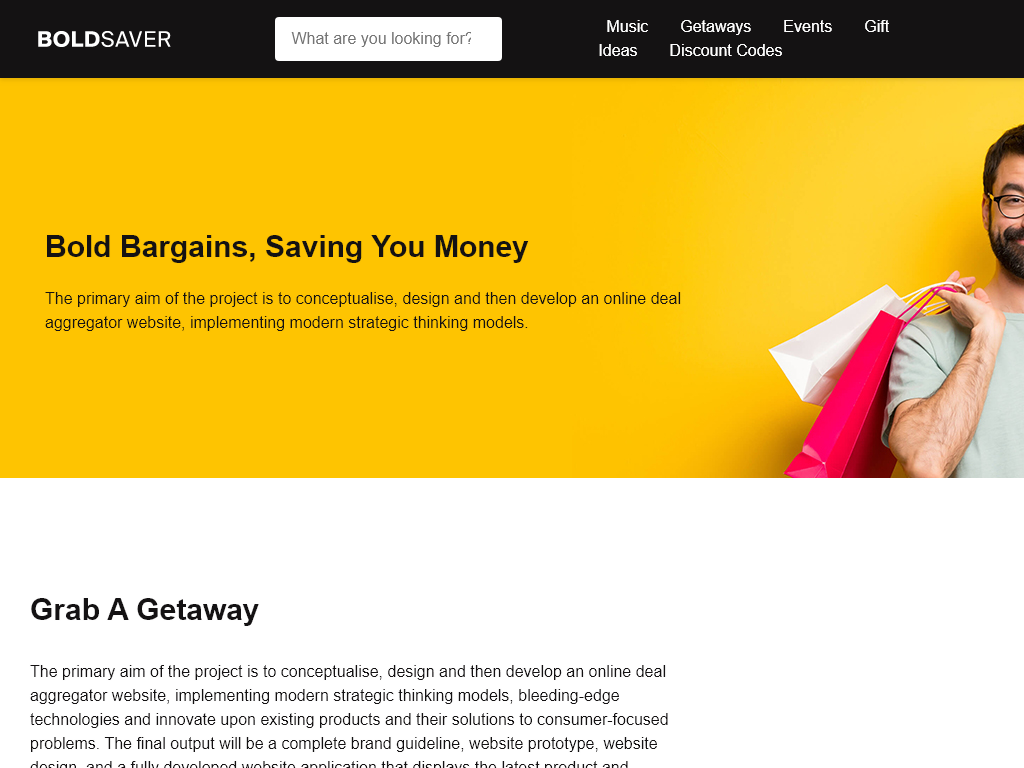 BOLDSAVER
What are you looking for?
Music Getaways Events Gift
Ideas Discount Codes
Bold Bargains, Saving You Money
The primary aim of the project is to conceptualise, design and then develop an online deal
aggregator website, implementing modern strategic thinking models.
Grab A Getaway
The primary aim of the project is to conceptualise, design and then develop an online deal
aggregator website, implementing modern strategic thinking models, bleeding-edge
technologies and innovate upon existing products and their solutions to consumer-focused
problems. The final output will be a complete brand guideline, website prototype, website
design, and a fully developed website application that displays the latest product and